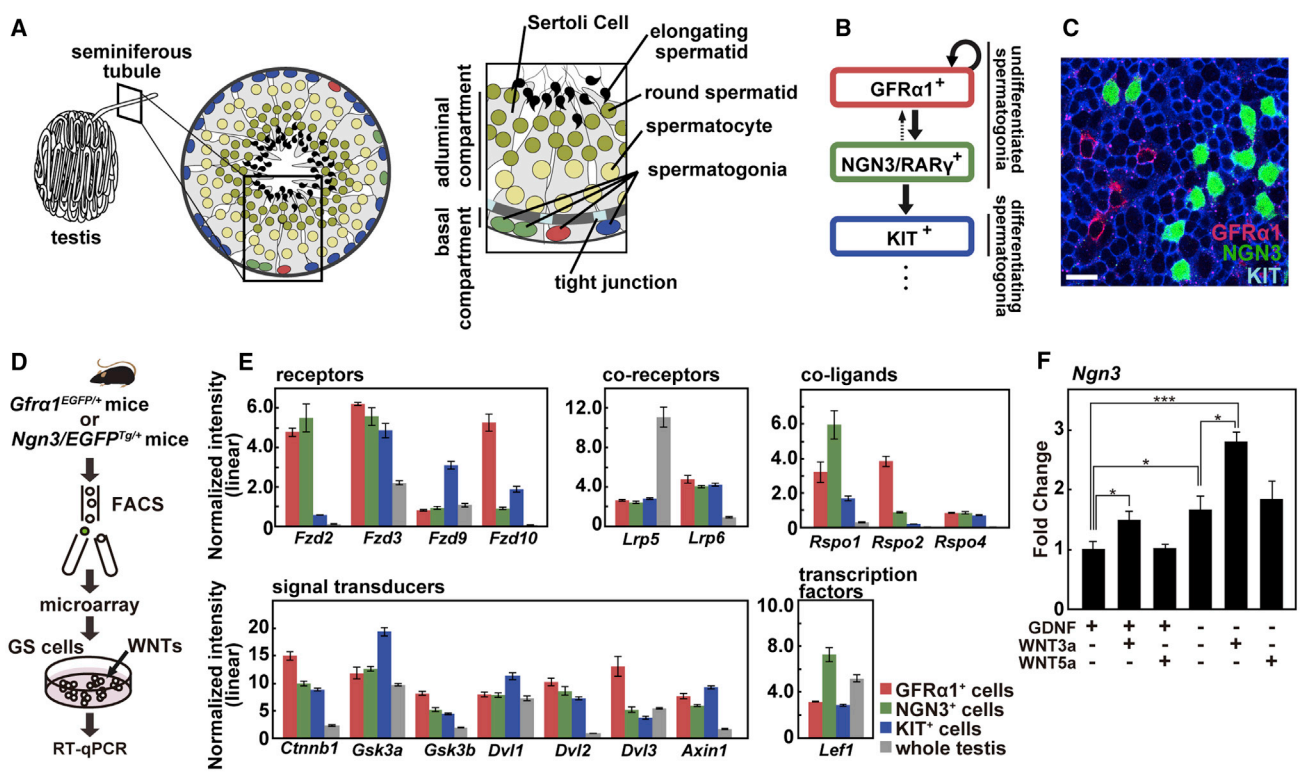 A
seminiferous
tubule
testis
Sertoli Cell
elongating
spermatid
round spermatid
spermatocyte
spermatogonia
tight junction
adluminal
compartment
basal
compartment
B
GFRα1+
NGN3/RARγ+
KIT +
undifferentiated
spermatogonia
differentiating
spermatogonia
C
GFRα1
NGN3
KIT
D
Gfrα1EGFP/+ mice
or
Ngn3/EGFPTg/+ mice
FACS
microarray
GS cells
WNTs
RT-qPCR
E
receptors
Normalized intensity
(linear)
6.0
4.0
2.0
0
Fzd2 Fzd3 Fzd9 Fzd10
co-receptors
12.0
8.0
4.0
0
Lrp5 Lrp6
co-ligands
8.0
6.0
4.0
2.0
0
Rspo1 Rspo2 Rspo4
signal transducers
Normalized intensity
(linear)
20
15
10
5
0
Ctnnb1 Gsk3a Gsk3b Dvl1 Dvl2 Dvl3 Axin1
transcription
factors
10.0
8.0
6.0
4.0
2.0
0
Lef1
GFRα1+ cells
NGN3+ cells
KIT+ cells
whole testis
F
Ngn3
Fold Change
3
2
1
0
***
*
*
*
GDNF + + + - - -
WNT3a - + - - + -
WNT5a - - + - - +